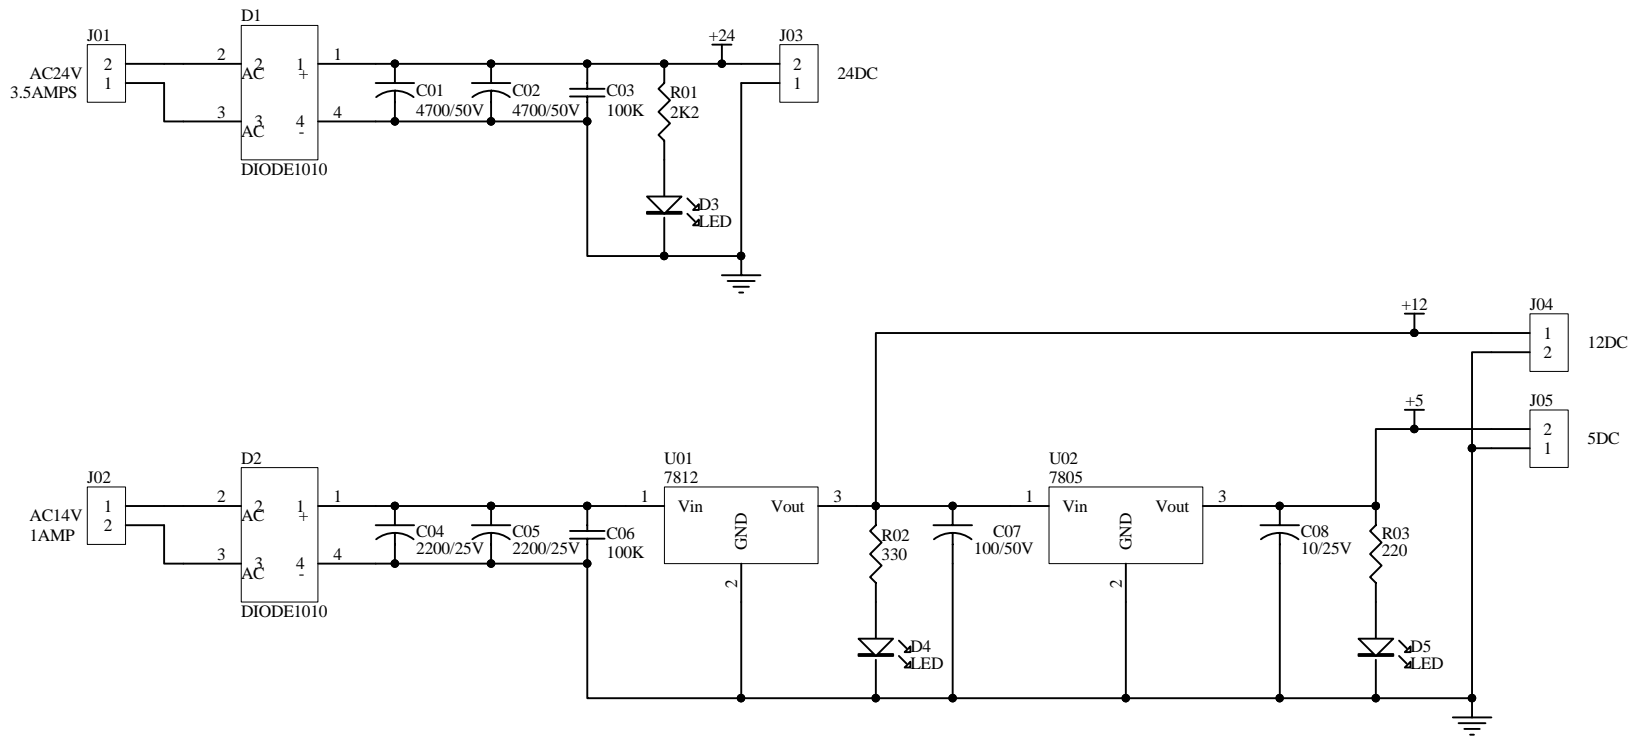 D1
J01
2
1
AC24V
3.5AMPS
2
3
2
AC
3
AC
1
+
4
-
1
4
DIODE1010
C01
4700/50V
C02
4700/50V
C03
100K
R01
2K2
D3
LED
+24
J03
2
1
24DC
+12
J04
1
2
12DC
+5
J05
2
1
5DC
D2
J02
1
2
AC14V
1AMP
2
3
2
AC
3
AC
1
+
4
-
1
4
DIODE1010
C04
2200/25V
C05
2200/25V
C06
100K
U01
7812
1
Vin
Vout
GND
3
2
R02
330
D4
LED
C07
100/50V
U02
7805
1
Vin
Vout
GND
3
2
C08
10/25V
R03
220
D5
LED